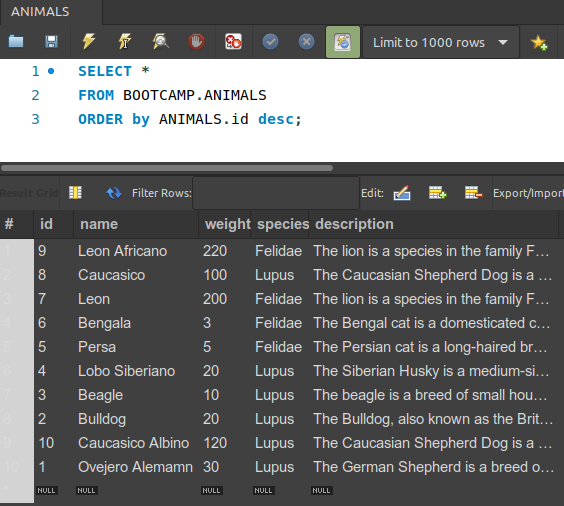 ANIMALS
Limit to 1000 rows
1 SELECT *
2 FROM BOOTCAMP.ANIMALS
3 ORDER by ANIMALS.id desc;
Result Grid Filter Rows: Edit: Export/Import
# id name weight species description
1 9 Leon Africano 220 Felidae The lion is a species in the family F…
2 8 Caucasico 100 Lupus The Caucasian Shepherd Dog is a …
3 7 Leon 200 Felidae The lion is a species in the family F…
4 6 Bengala 3 Felidae The Bengal cat is a domesticated c…
5 5 Persa 5 Felidae The Persian cat is a long-haired br…
6 4 Lobo Siberiano 20 Lupus The Siberian Husky is a medium-si…
7 3 Beagle 10 Lupus The beagle is a breed of small hou…
8 2 Bulldog 20 Lupus The Bulldog, also known as the Brit…
9 10 Caucasico Albino 120 Lupus The Caucasian Shepherd Dog is a …
10 1 Ovejero Alemamn 30 Lupus The German Shepherd is a breed o…
* NULL NULL NULL NULL NULL